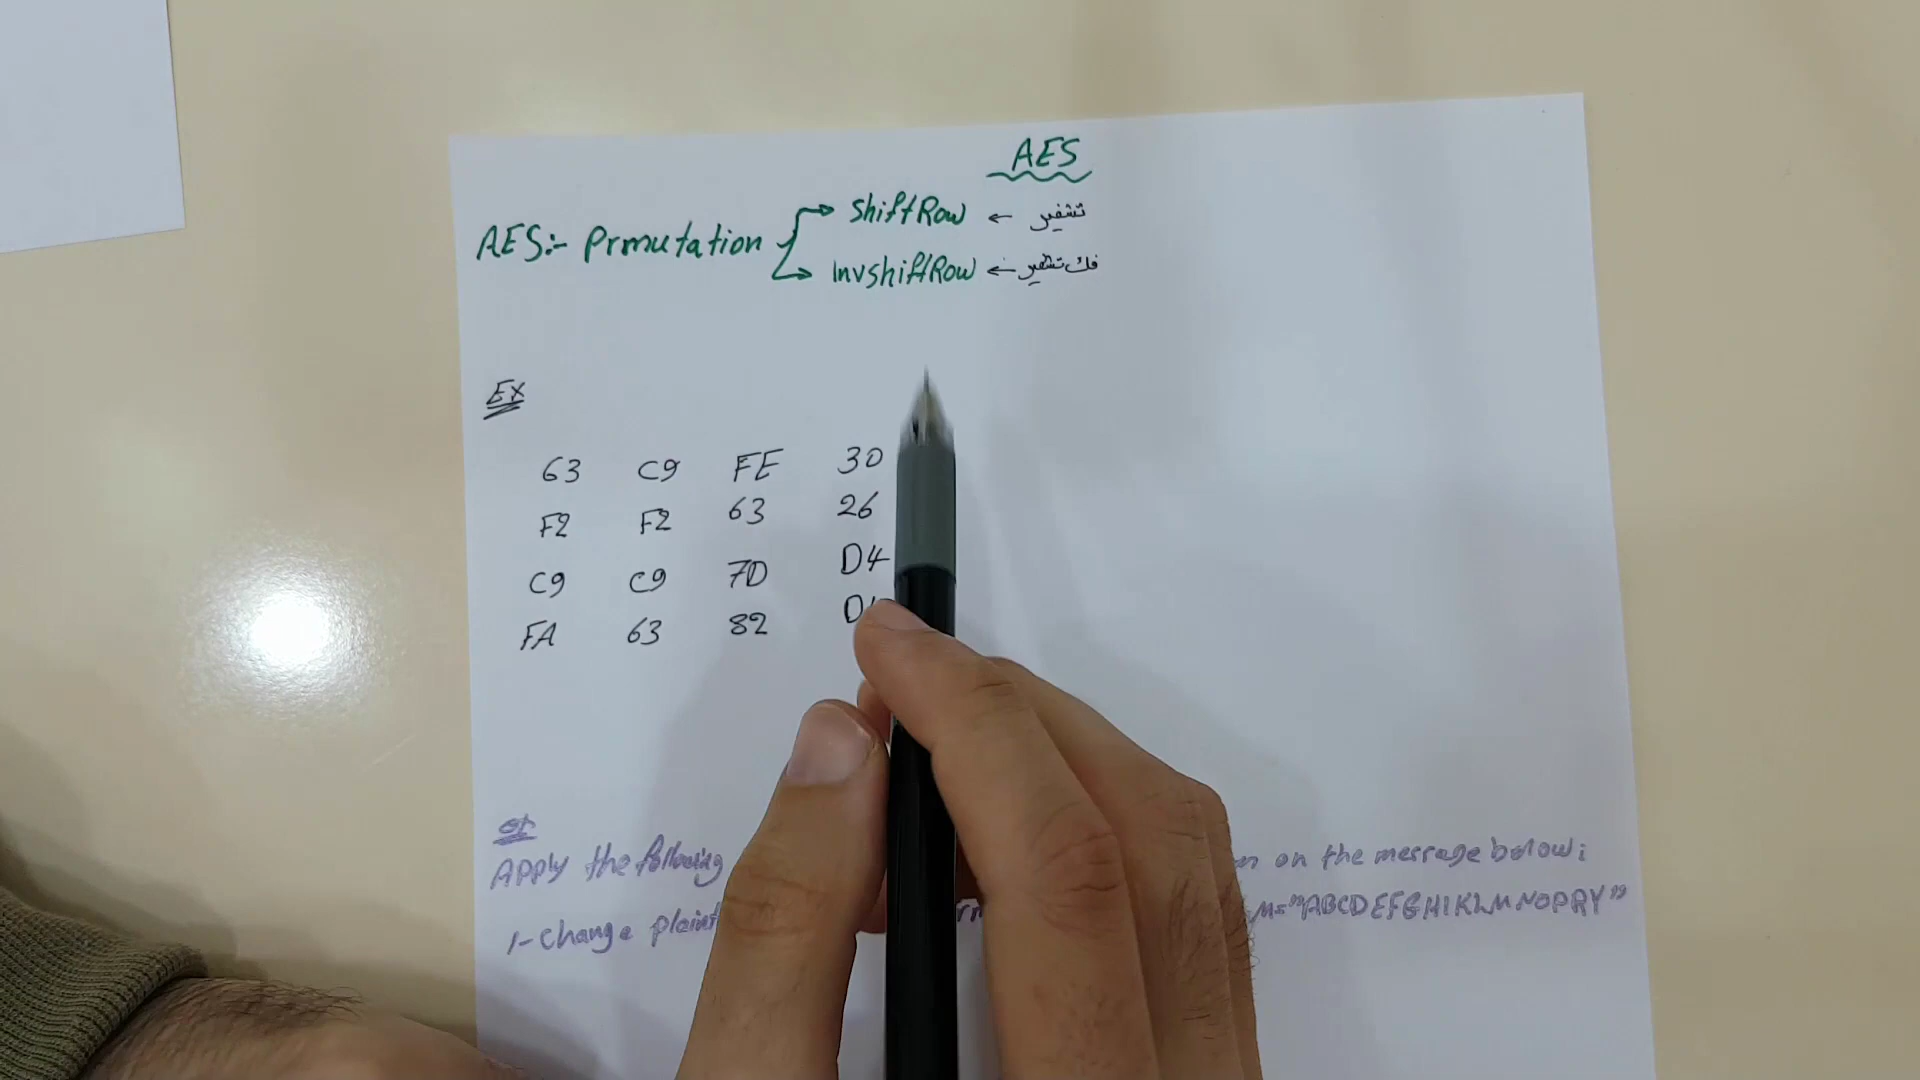 AES
AES:- Prmutation
ShiftRow ← تشفير
InvshiftRow ← فك تشفير
EX
63 C9 FE 30
F2 F2 63 26
C9 C9 7D D4
FA 63 82
Apply the following on the message below:
1- Change M="ABCDEFGHIKLMNOPRY"